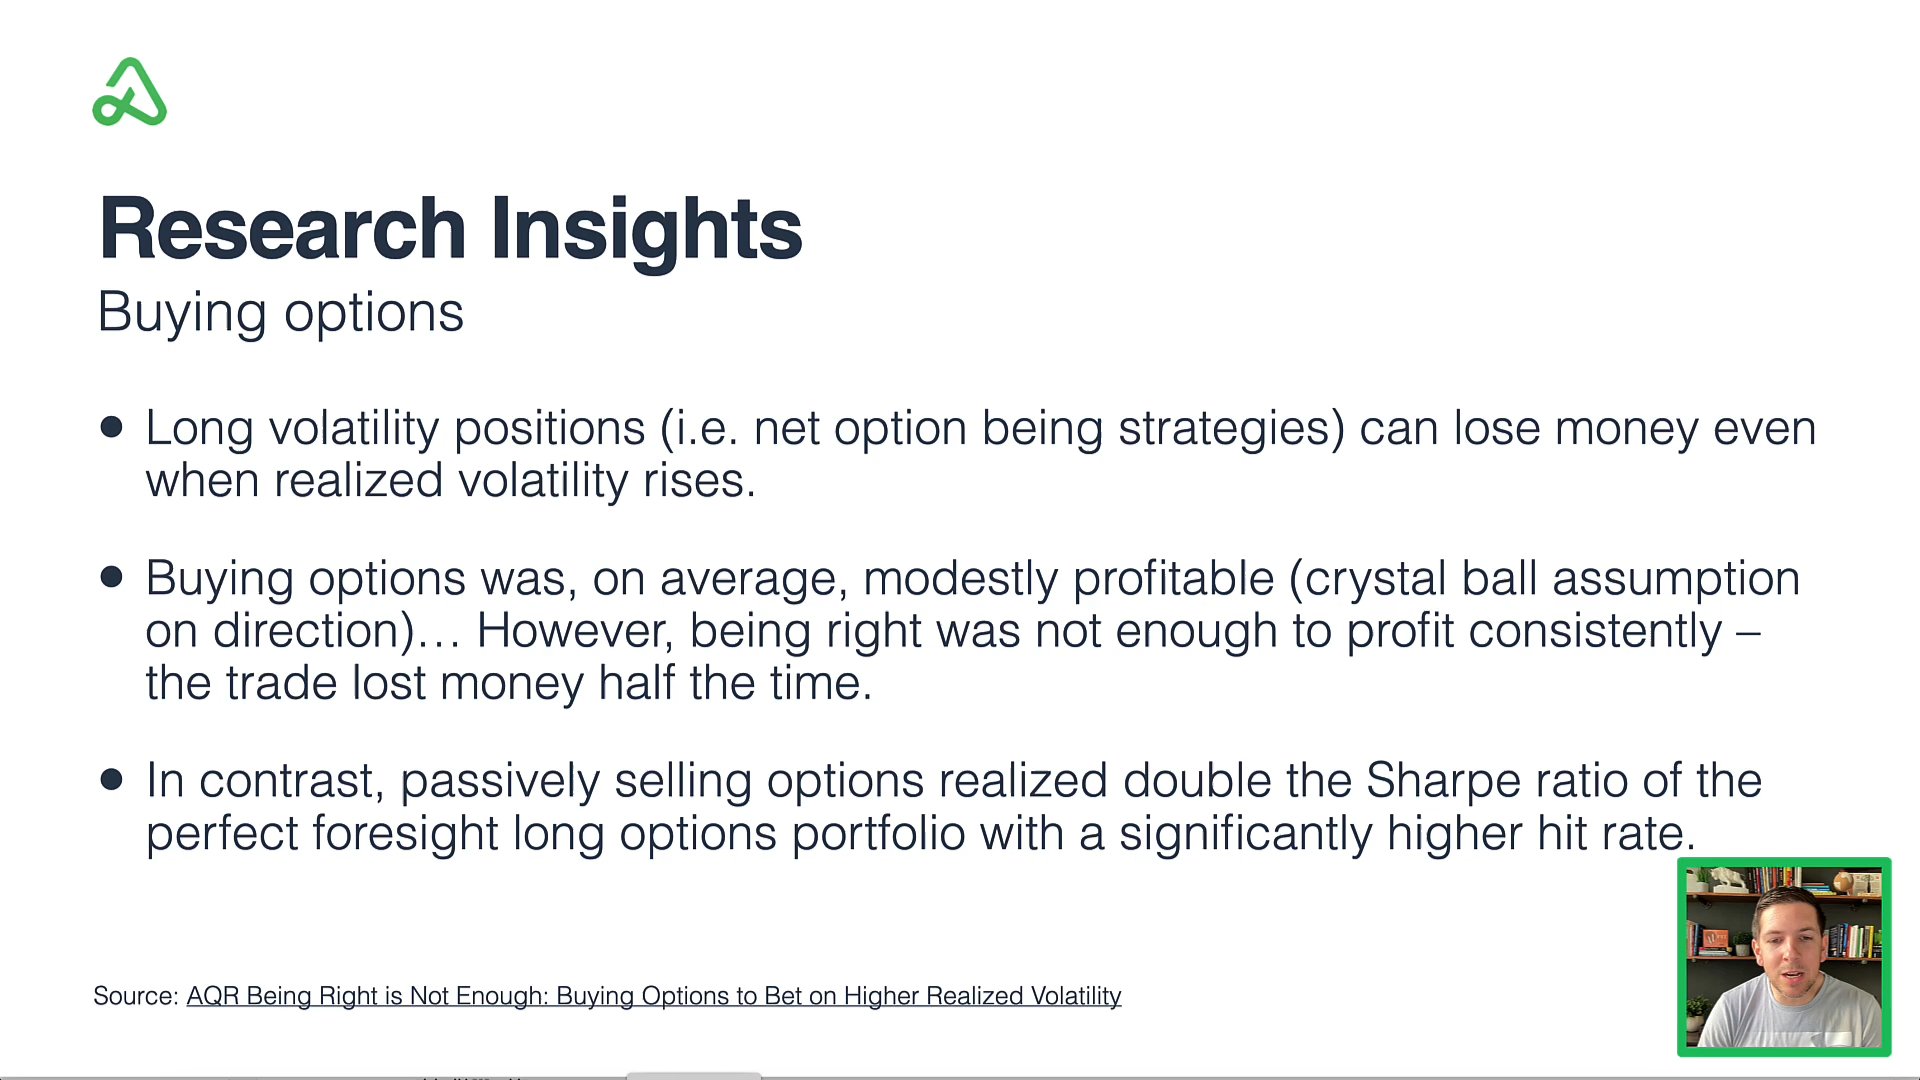 Research Insights
Buying options
● Long volatility positions (i.e. net option being strategies) can lose money even
when realized volatility rises.
● Buying options was, on average, modestly profitable (crystal ball assumption
on direction)… However, being right was not enough to profit consistently –
the trade lost money half the time.
● In contrast, passively selling options realized double the Sharpe ratio of the
perfect foresight long options portfolio with a significantly higher hit rate.
Source: AQR Being Right is Not Enough: Buying Options to Bet on Higher Realized Volatility